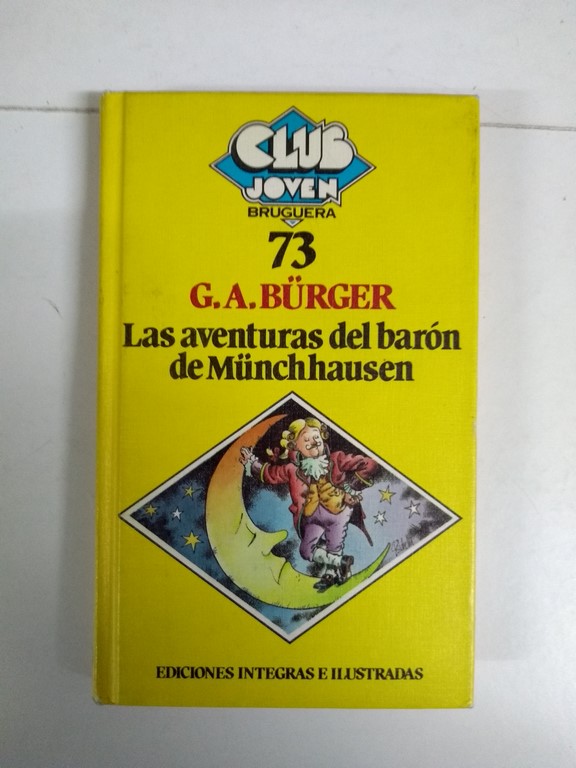 CLUB
JOVEN
BRUGUERA
73
G.A.BÜRGER
Las aventuras del barón
de Münchhausen
EDICIONES INTEGRAS E ILUSTRADAS